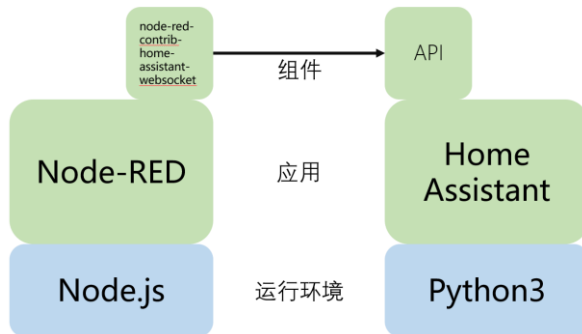 node-red-
contrib-
home-
assistant-
websocket
组件
API
Node-RED
应用
Home
Assistant
Node.js
运行环境
Python3